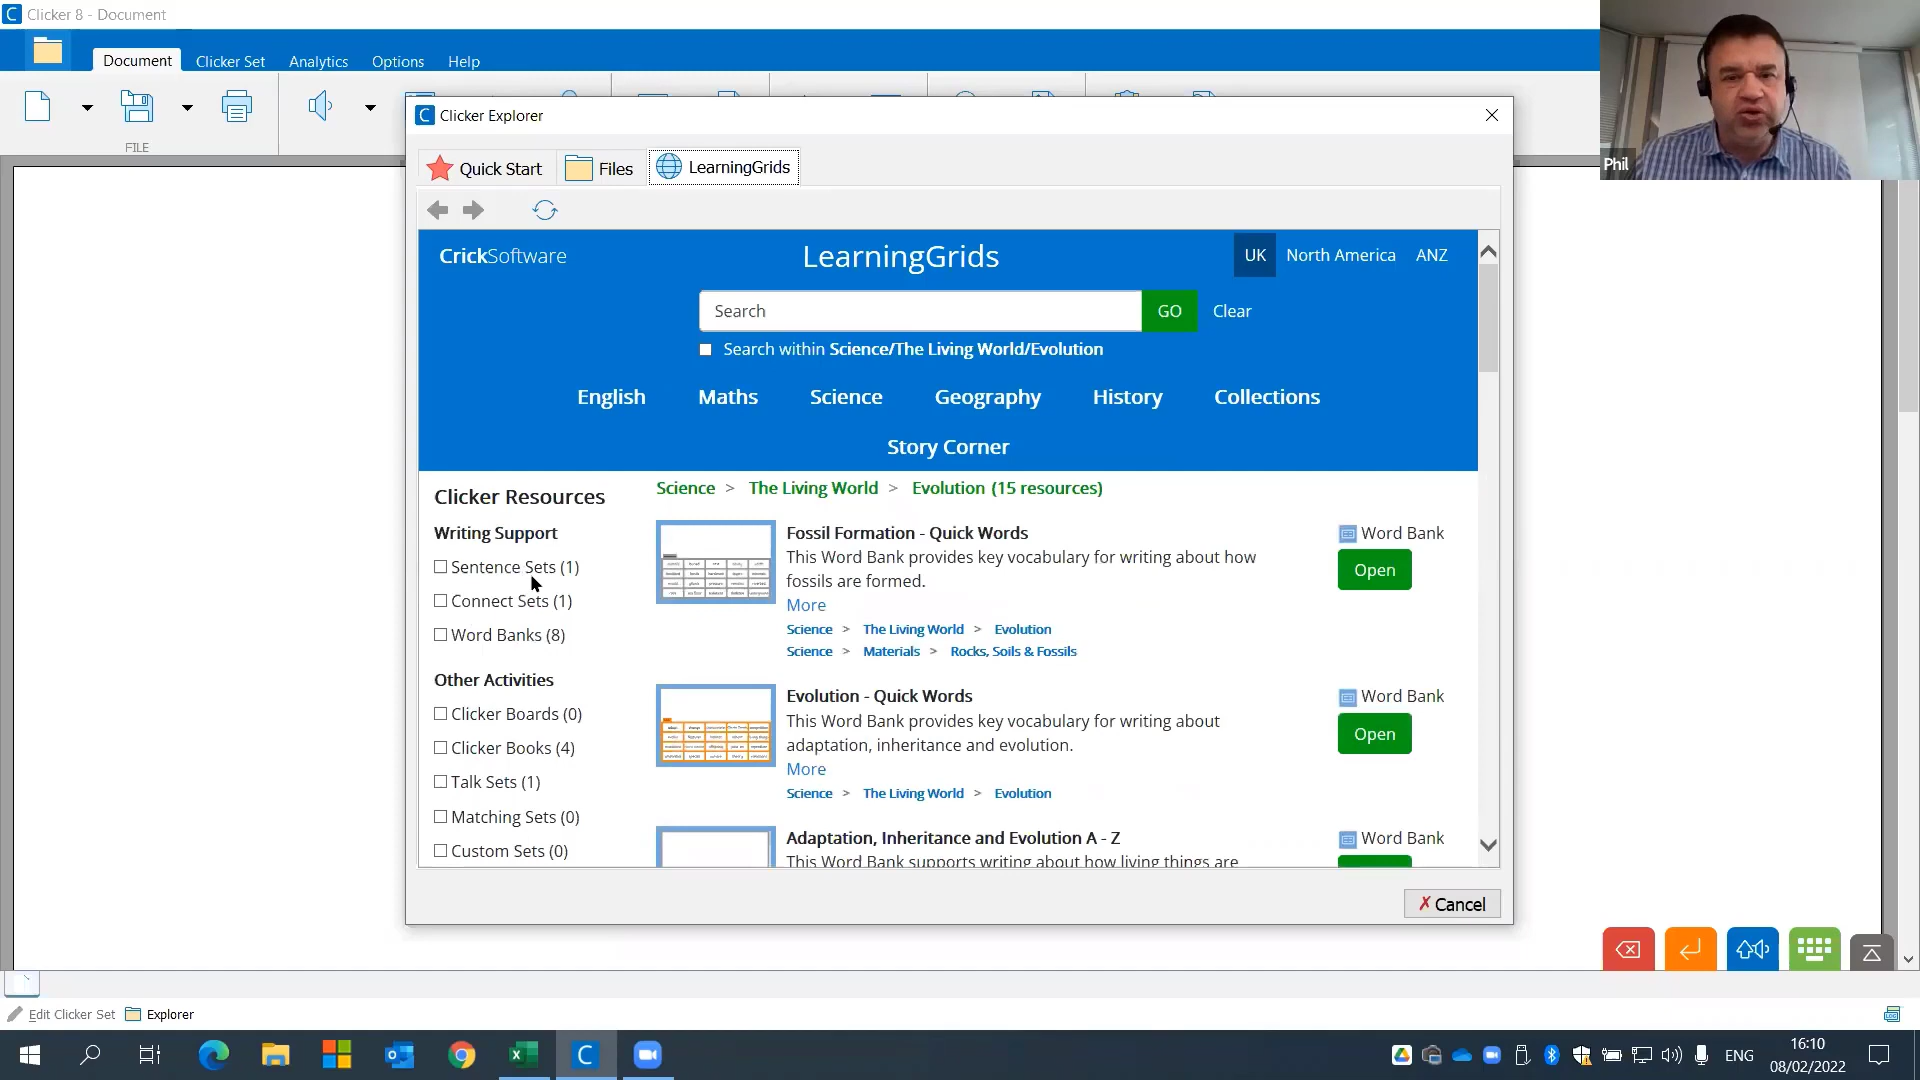 Clicker 8 - Document
Document
Clicker Set
Analytics
Options
Help
FILE
Clicker Explorer
Quick Start
Files
LearningGrids
Phil
CrickSoftware
LearningGrids
UK
North America
ANZ
Search
GO
Clear
Search within Science/The Living World/Evolution
English
Maths
Science
Geography
History
Collections
Story Corner
Clicker Resources
Writing Support
Sentence Sets (1)
Connect Sets (1)
Word Banks (8)
Other Activities
Clicker Boards (0)
Clicker Books (4)
Talk Sets (1)
Matching Sets (0)
Custom Sets (0)
Science > The Living World > Evolution (15 resources)
Fossil Formation - Quick Words
This Word Bank provides key vocabulary for writing about how
fossils are formed.
More
Science > The Living World > Evolution
Science > Materials > Rocks, Soils & Fossils
Word Bank
Open
Evolution - Quick Words
This Word Bank provides key vocabulary for writing about
adaptation, inheritance and evolution.
More
Science > The Living World > Evolution
Word Bank
Open
Adaptation, Inheritance and Evolution A - Z
This Word Bank supports writing about how living things are
Word Bank
Cancel
Edit Clicker Set
Explorer
ENG
16:10
08/02/2022